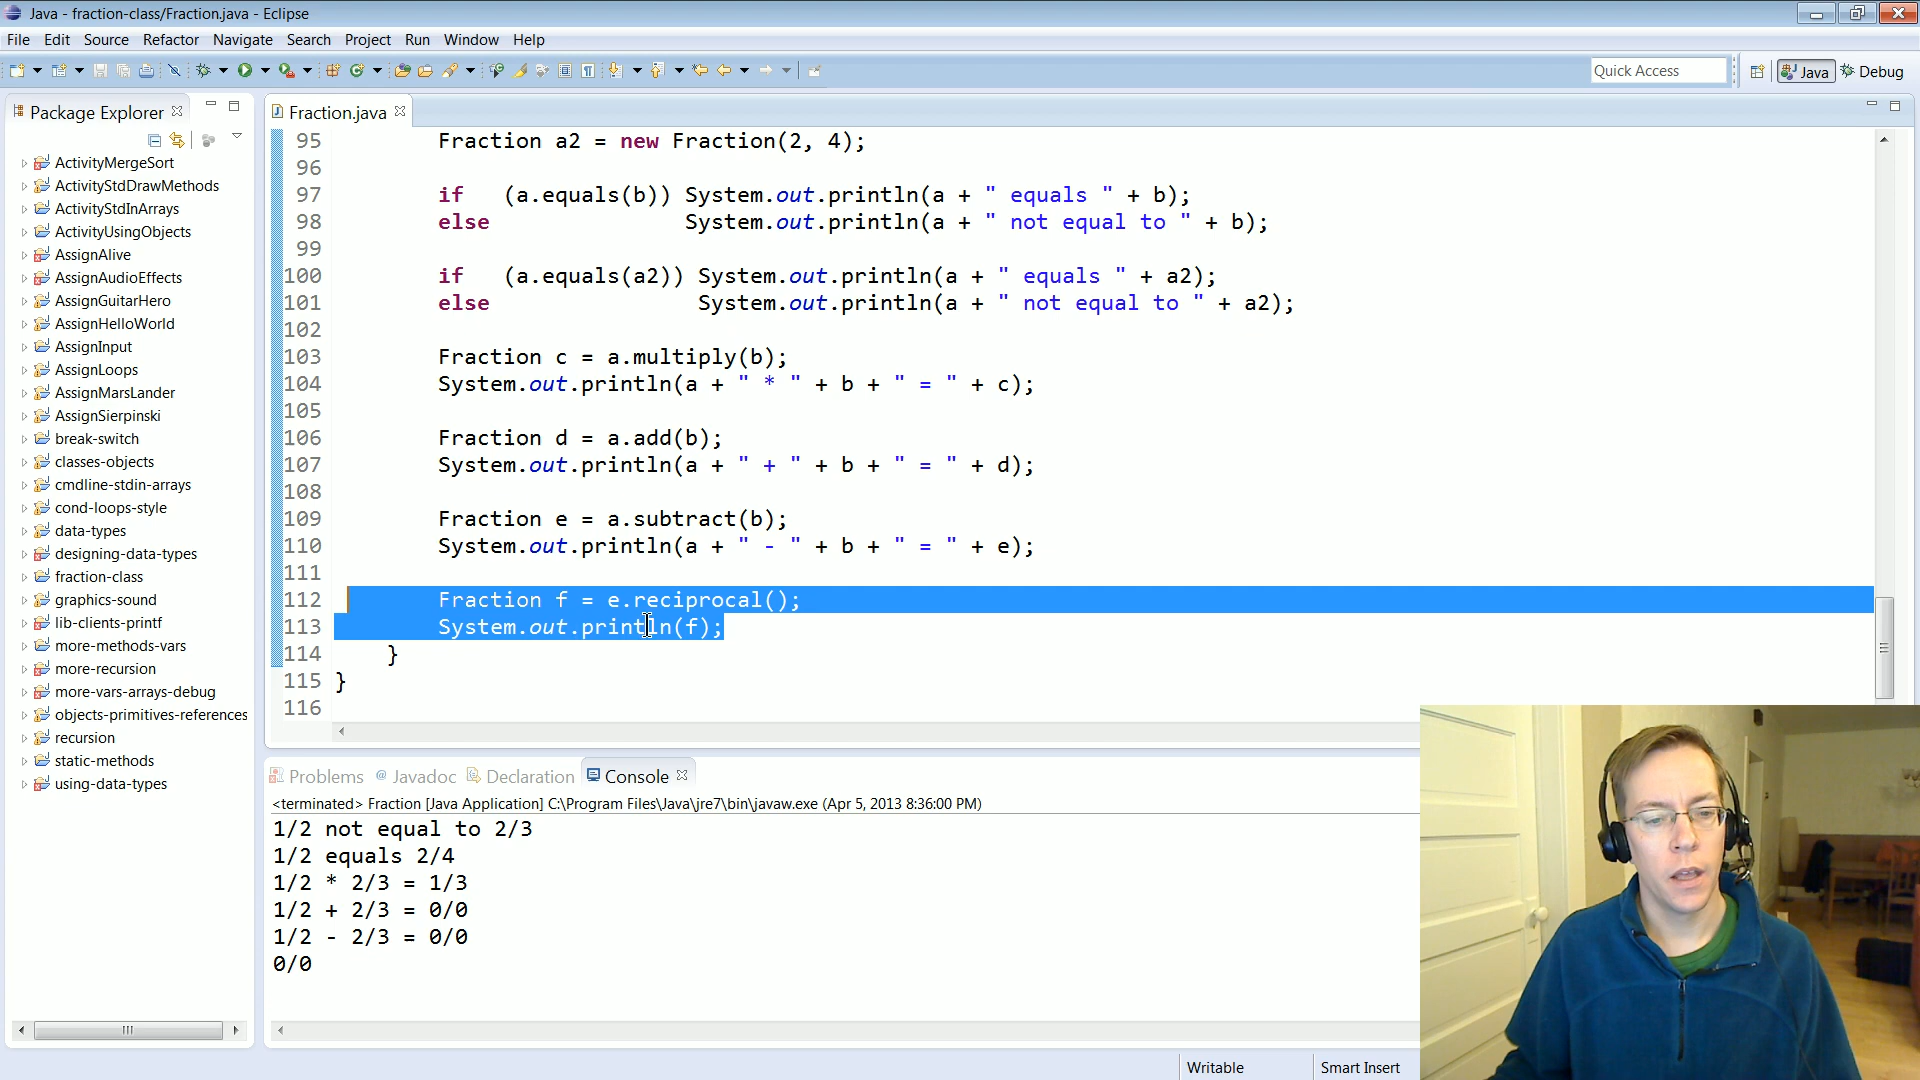 Java - fraction-class/Fraction.java - Eclipse
File Edit Source Refactor Navigate Search Project Run Window Help
Quick Access
Java
Debug
Package Explorer
ActivityMergeSort
ActivityStdDrawMethods
ActivityStdInArrays
ActivityUsingObjects
AssignAlive
AssignAudioEffects
AssignGuitarHero
AssignHelloWorld
AssignInput
AssignLoops
AssignMarsLander
AssignSierpinski
break-switch
classes-objects
cmdline-stdin-arrays
cond-loops-style
data-types
designing-data-types
fraction-class
graphics-sound
lib-clients-printf
more-methods-vars
more-recursion
more-vars-arrays-debug
objects-primitives-references
recursion
static-methods
using-data-types
Fraction.java
95 Fraction a2 = new Fraction(2, 4);
96
97 if (a.equals(b)) System.out.println(a + " equals " + b);
98 else System.out.println(a + " not equal to " + b);
99
100 if (a.equals(a2)) System.out.println(a + " equals " + a2);
101 else System.out.println(a + " not equal to " + a2);
102
103 Fraction c = a.multiply(b);
104 System.out.println(a + " * " + b + " = " + c);
105
106 Fraction d = a.add(b);
107 System.out.println(a + " + " + b + " = " + d);
108
109 Fraction e = a.subtract(b);
110 System.out.println(a + " - " + b + " = " + e);
111
112 Fraction f = e.reciprocal();
113 System.out.println(f);
114 }
115 }
116
Problems @ Javadoc Declaration Console
<terminated> Fraction [Java Application] C:\Program Files\Java\jre7\bin\javaw.exe (Apr 5, 2013 8:36:00 PM)
1/2 not equal to 2/3
1/2 equals 2/4
1/2 * 2/3 = 1/3
1/2 + 2/3 = 0/0
1/2 - 2/3 = 0/0
0/0
Writable
Smart Insert